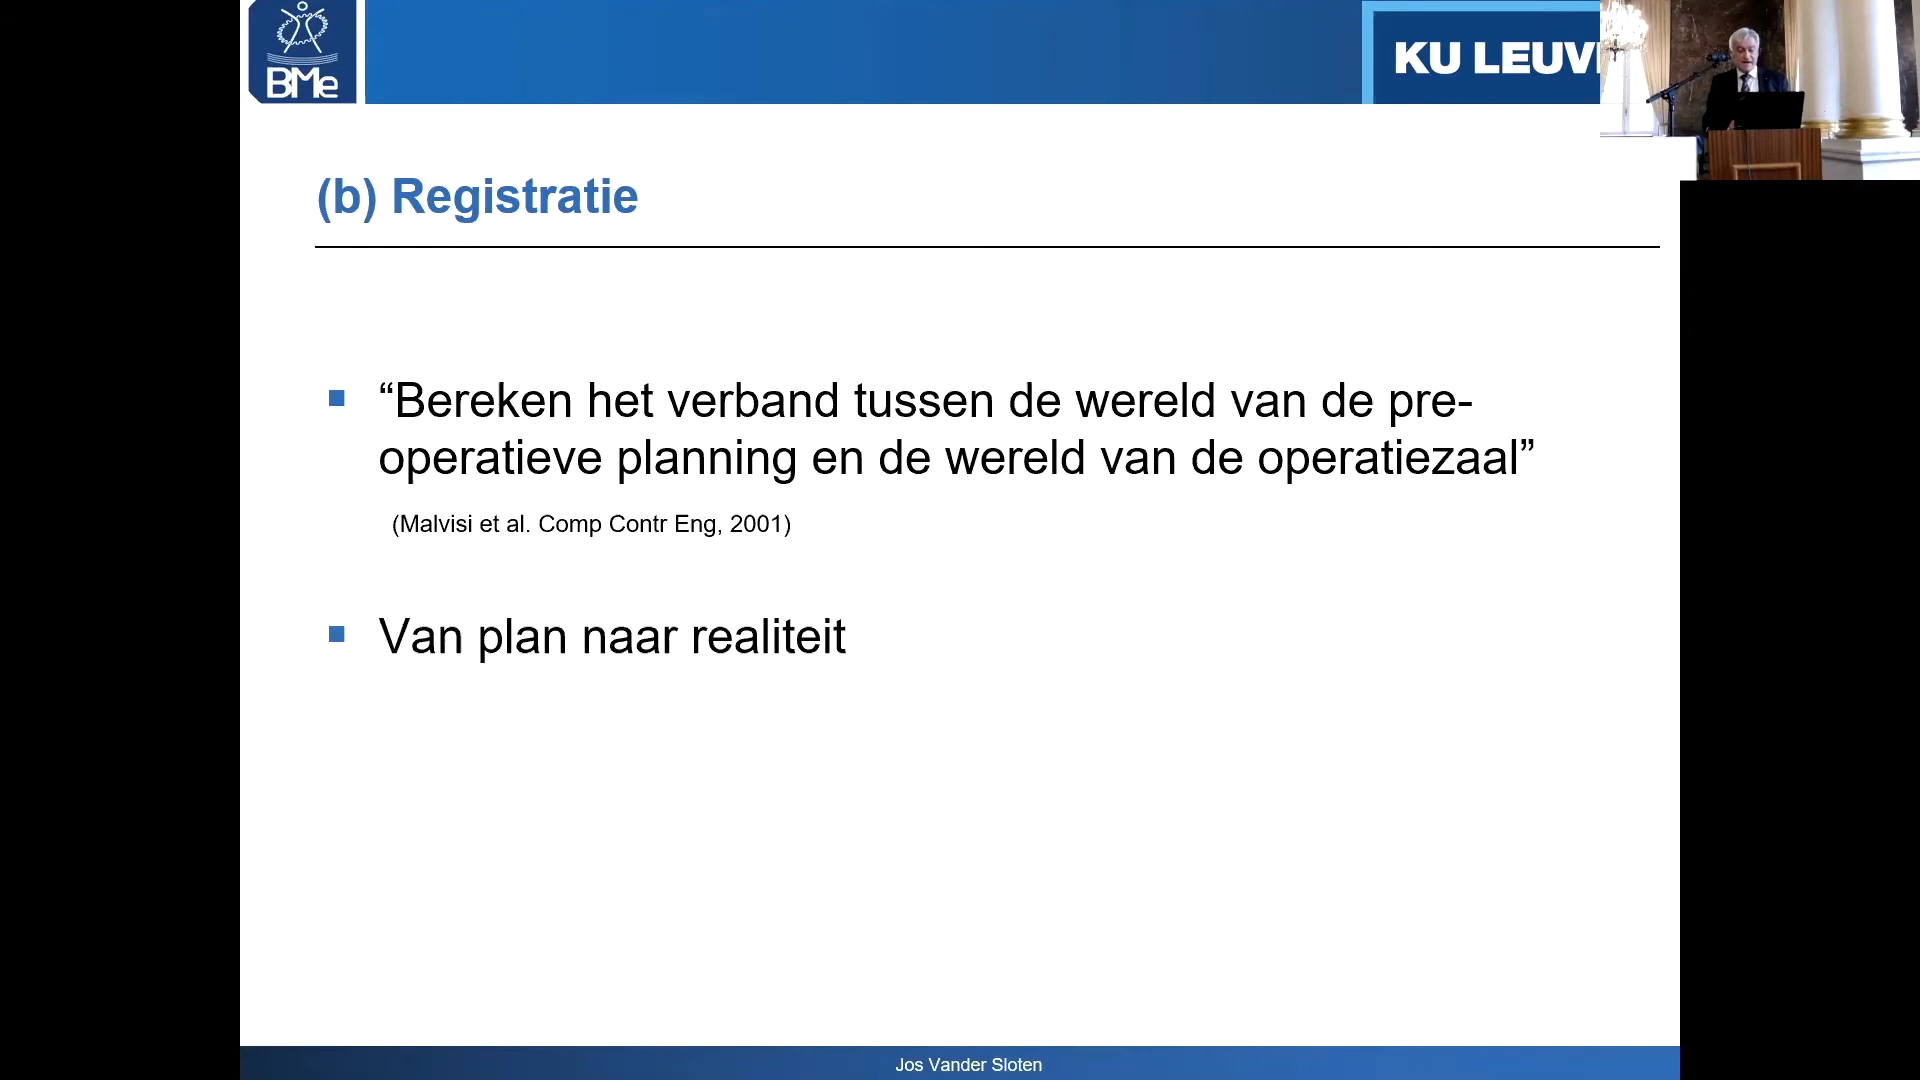 BMe
KU LEUV
(b) Registratie
“Bereken het verband tussen de wereld van de pre-
operatieve planning en de wereld van de operatiezaal”
(Malvisi et al. Comp Contr Eng, 2001)
Van plan naar realiteit
Jos Vander Sloten